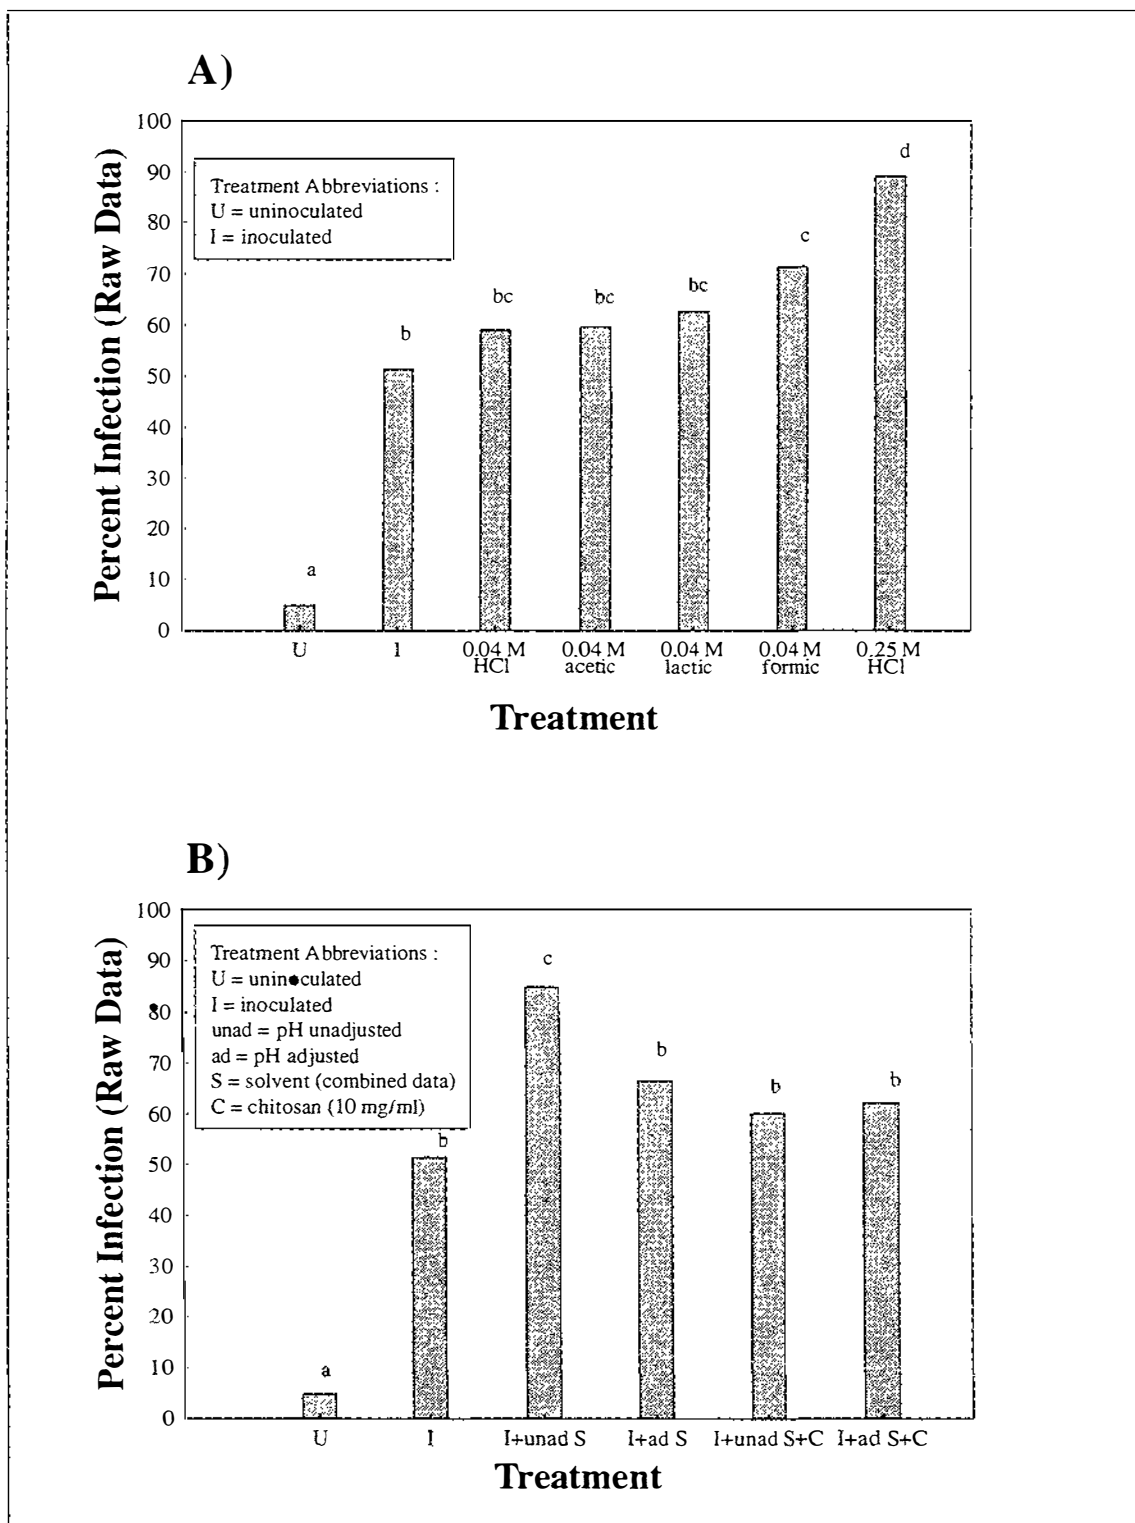 A)
Percent Infection (Raw Data)
100
90
80
70
60
50
40
30
20
10
0
Treatment Abbreviations :
U = uninoculated
I = inoculated
a
b
bc
bc
bc
c
d
U
I
0.04 M HCl
0.04 M acetic
0.04 M lactic
0.04 M formic
0.25 M HCl
Treatment
B)
Percent Infection (Raw Data)
100
90
80
70
60
50
40
30
20
10
0
Treatment Abbreviations :
U = uninoculated
I = inoculated
unad = pH unadjusted
ad = pH adjusted
S = solvent (combined data)
C = chitosan (10 mg/ml)
a
b
c
b
b
b
U
I
I+unad S
I+ad S
I+unad S+C
I+ad S+C
Treatment